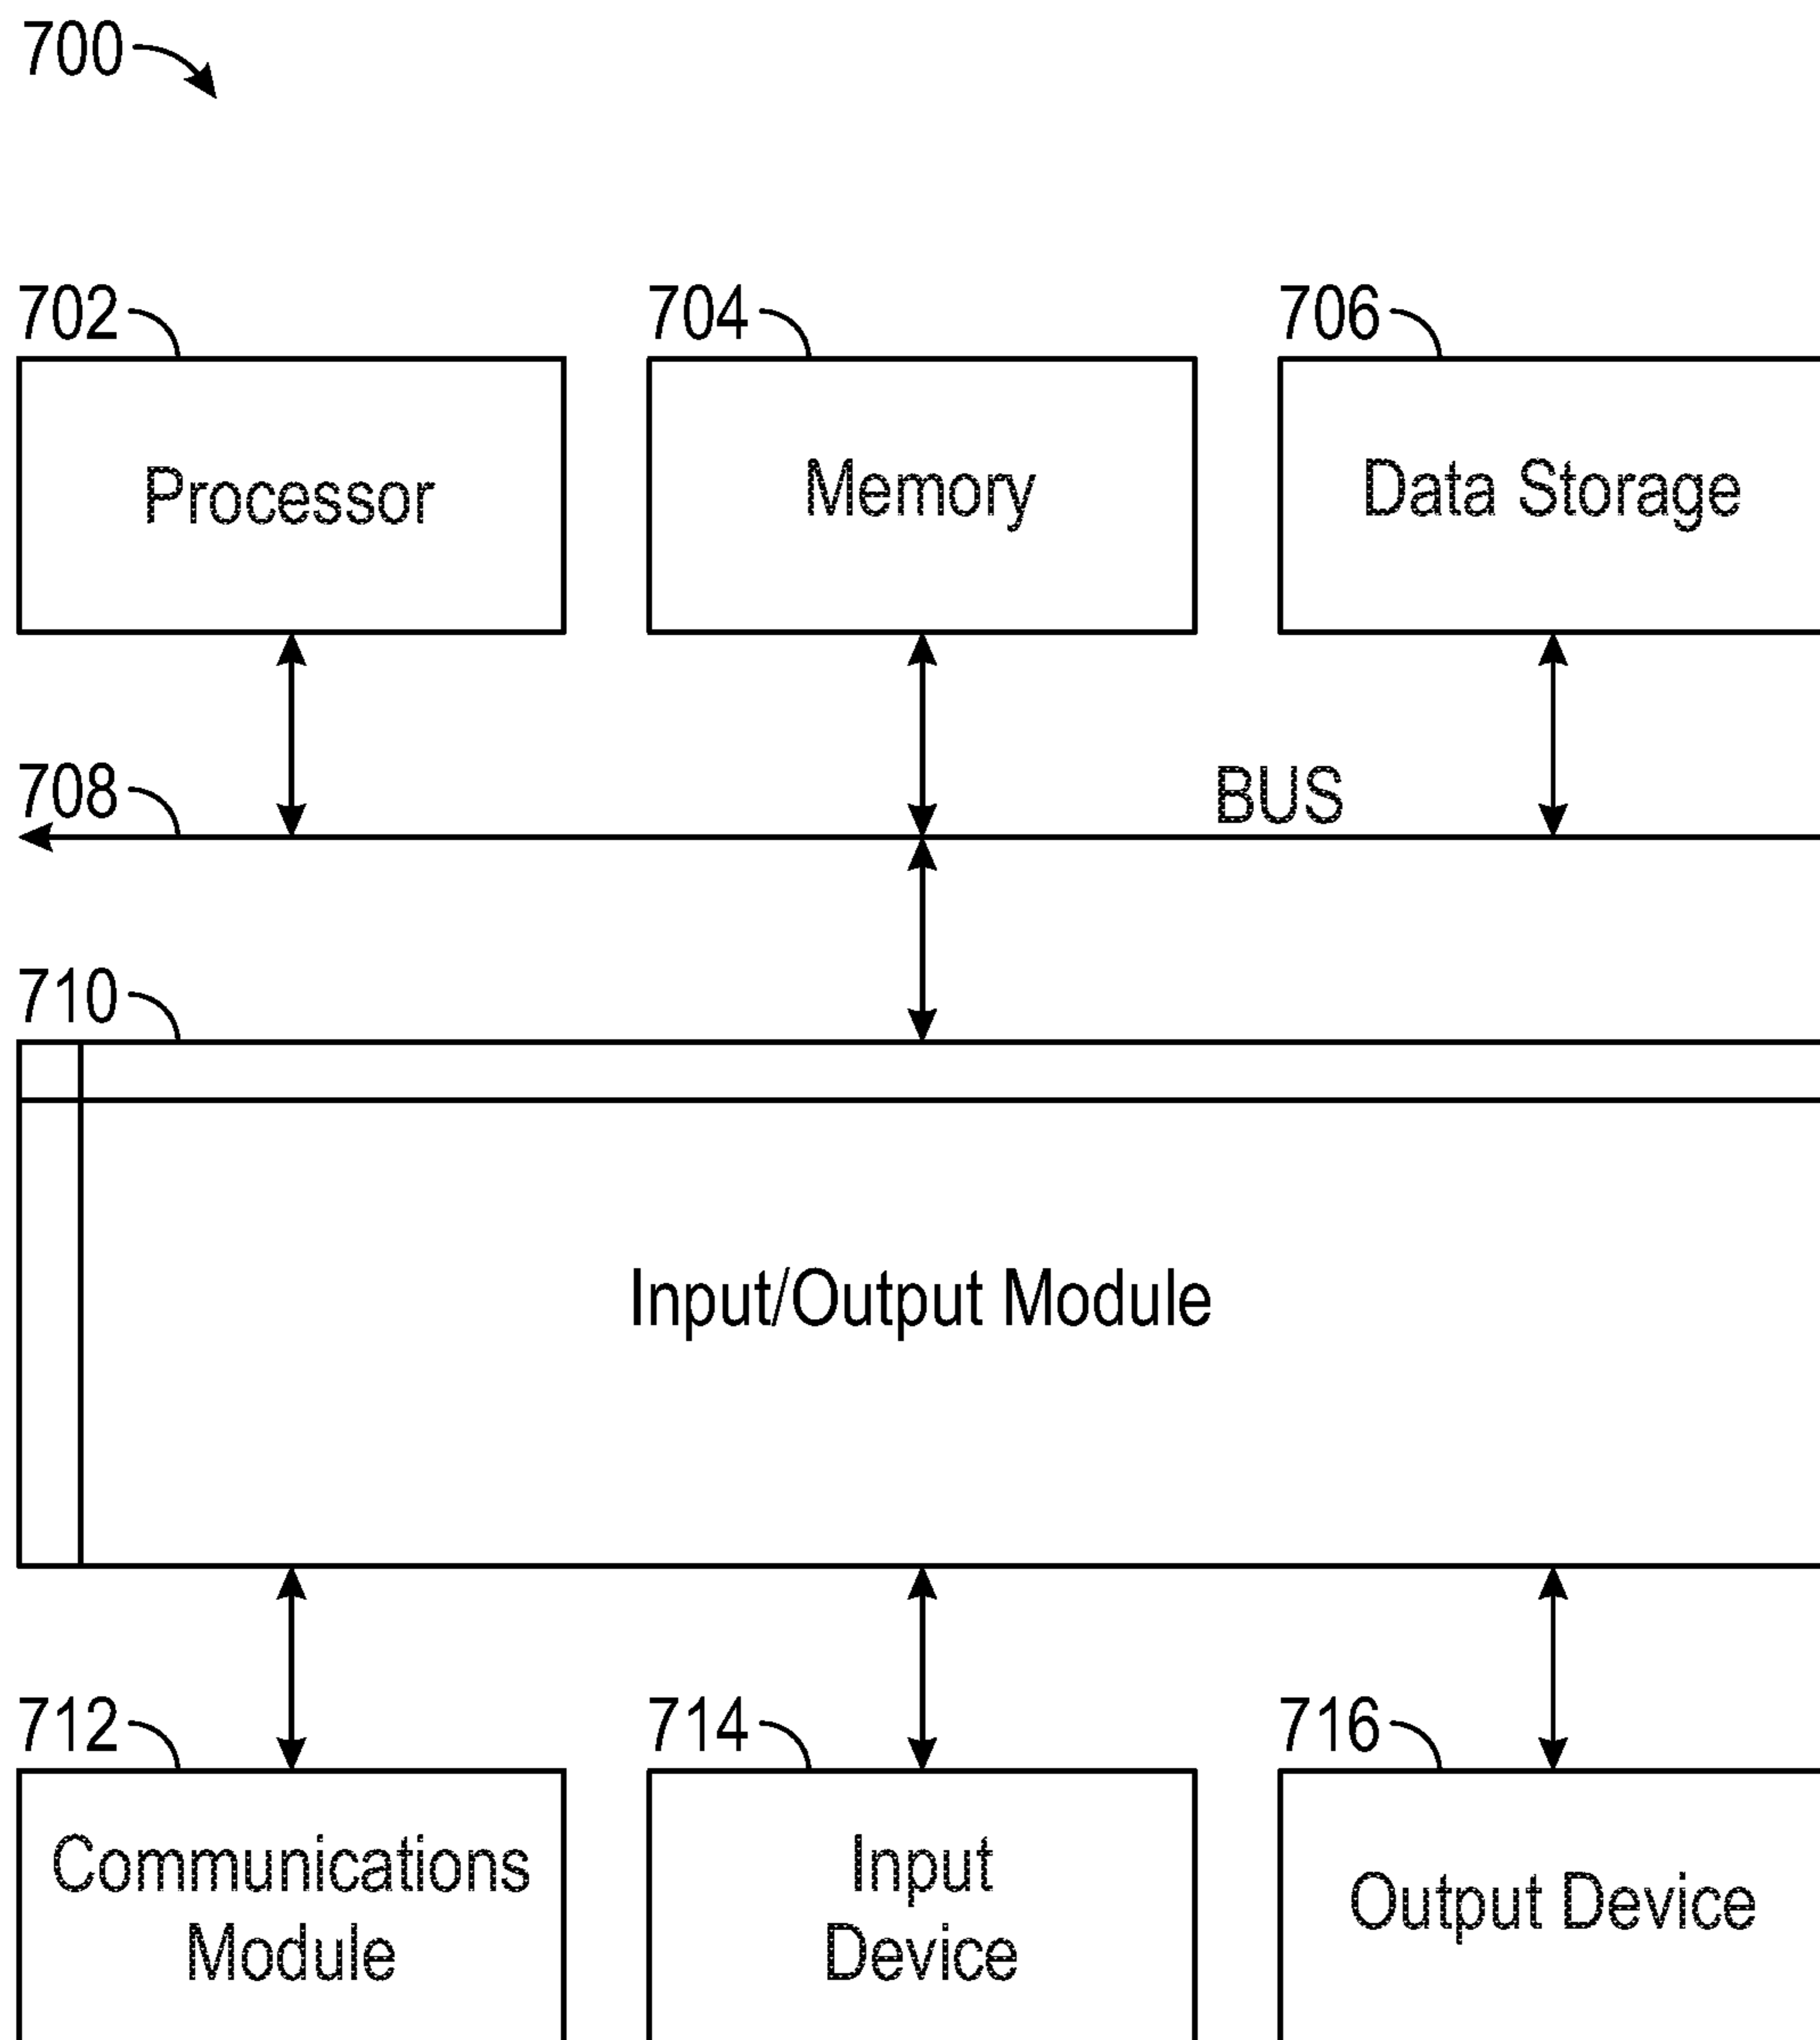 700
702
704
706
Processor
Memory
Data Storage
708
BUS
710
Input/Output Module
712
714
716
Communications
Module
Input
Device
Output Device